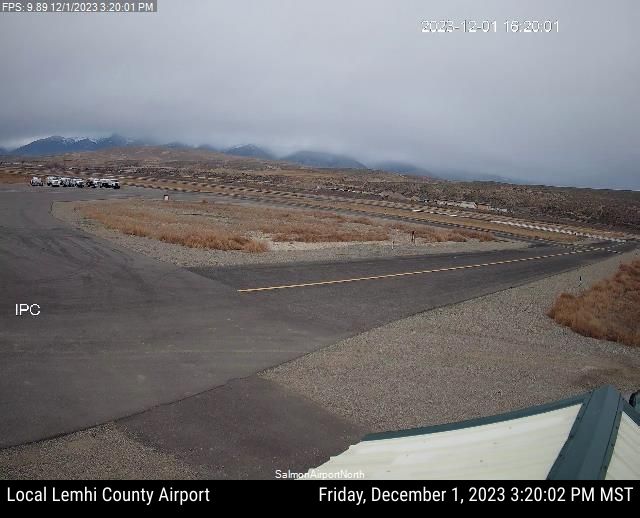 FPS: 9.89 12/1/2023 3:20:01 PM
2023-12-01 15:20:01
IPC
SalmonAirportNorth
Local Lemhi County Airport
Friday, December 1, 2023 3:20:02 PM MST